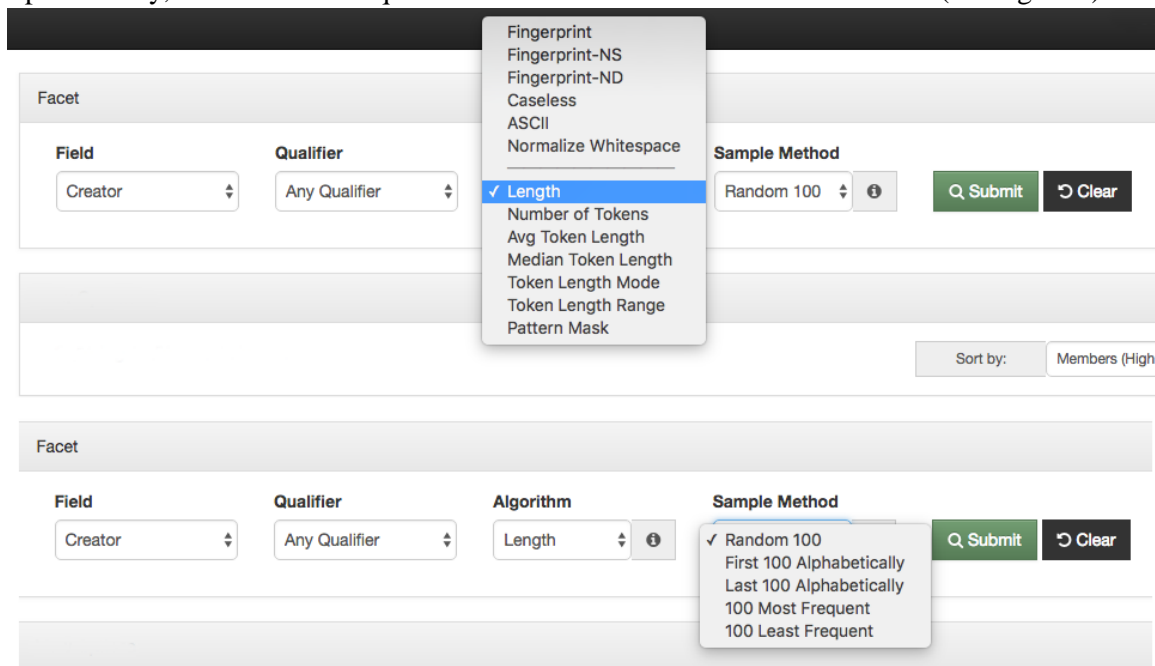 Fingerprint
Fingerprint-NS
Fingerprint-ND
Caseless
ASCII
Normalize Whitespace
✓ Length
Number of Tokens
Avg Token Length
Median Token Length
Token Length Mode
Token Length Range
Pattern Mask
Facet
Field Qualifier Sample Method
Creator Any Qualifier Random 100 Submit Clear
Sort by: Members (High
Facet
Field Qualifier Algorithm Sample Method
Creator Any Qualifier Length Submit Clear
✓ Random 100
First 100 Alphabetically
Last 100 Alphabetically
100 Most Frequent
100 Least Frequent